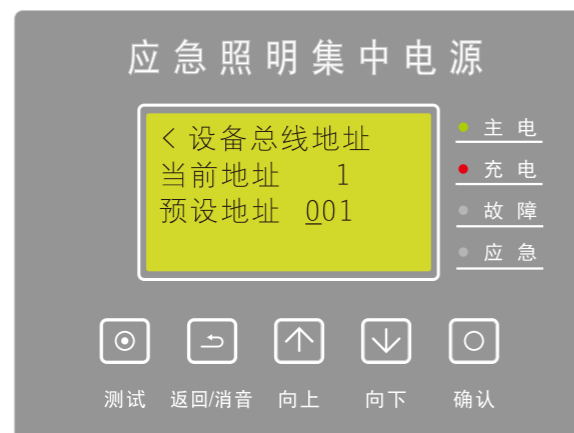 应急照明集中电源
< 设备总线地址
当前地址 1
预设地址 001
主电
充电
故障
应急
测试 返回/消音 向上 向下 确认